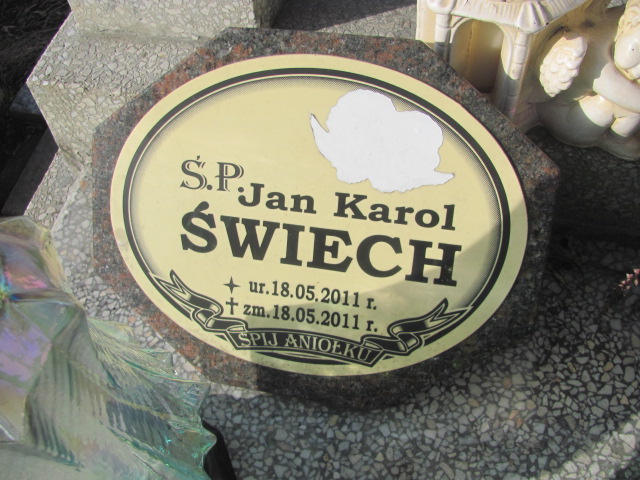 Ś.P. Jan Karol
ŚWIECH
ur. 18.05.2011 r.
zm. 18.05.2011 r.
ŚPIJ ANIOŁKU